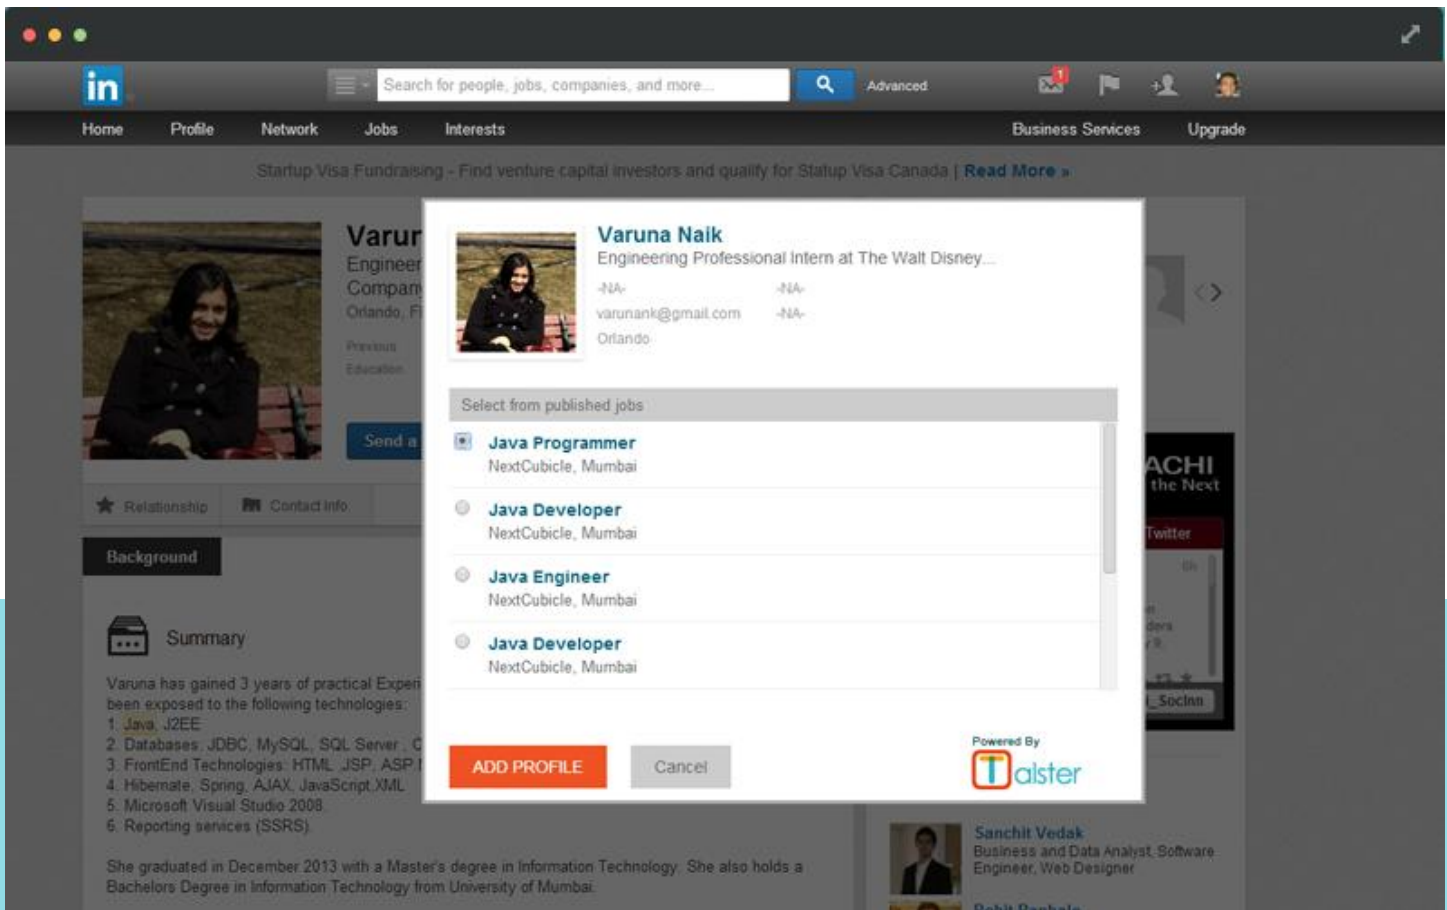 in
Search for people, jobs, companies, and more...
Advanced
1
Home Profile Network Jobs Interests Business Services Upgrade
Startup Visa Fundraising - Find venture capital investors and qualify for Statup Visa Canada | Read More »
Varun
Engineer
Company
Orlando, Fl
Previous
Education
Send a
Relationship Contact Info
Background
Summary
Varuna has gained 3 years of practical Experi
been exposed to the following technologies:
1. Java, J2EE
2. Databases: JDBC, MySQL, SQL Server , O
3. FrontEnd Technologies: HTML ,JSP, ASP.N
4. Hibernate, Spring, AJAX, JavaScript,XML
5. Microsoft Visual Studio 2008.
6. Reporting services (SSRS).
She graduated in December 2013 with a Master's degree in Information Technology. She also holds a
Bachelors Degree in Information Technology from University of Mumbai.
Varuna Naik
Engineering Professional Intern at The Walt Disney...
-NA- -NA-
varunank@gmail.com -NA-
Orlando
Select from published jobs
Java Programmer
NextCubicle, Mumbai
Java Developer
NextCubicle, Mumbai
Java Engineer
NextCubicle, Mumbai
Java Developer
NextCubicle, Mumbai
ADD PROFILE Cancel
Powered By
Talster
ACHI
the Next
Twitter
6h
n
ders
9.
_SocInn
Sanchit Vedak
Business and Data Analyst, Software
Engineer, Web Designer